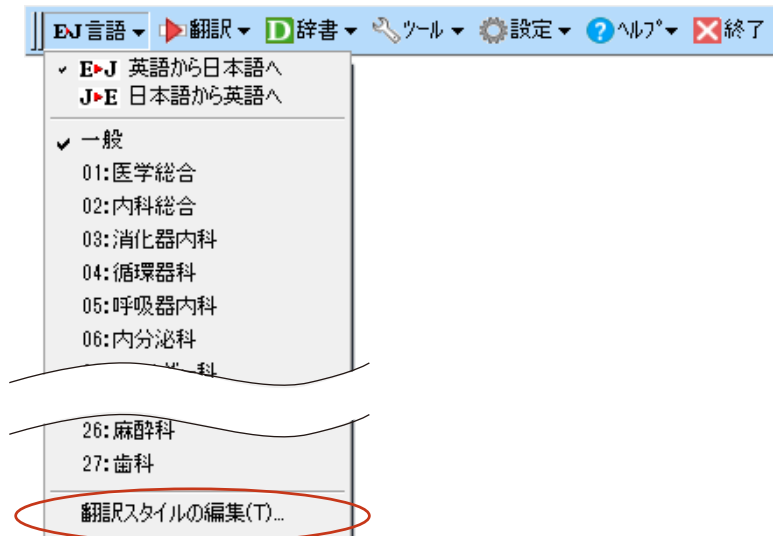 EJ言語 翻訳 D辞書 ツール 設定 ?ヘルプ 終了
E▶J 英語から日本語へ
J▶E 日本語から英語へ
一般
01:医学総合
02:内科総合
03:消化器内科
04:循環器科
05:呼吸器内科
06:内分泌科
26:麻酔科
27:歯科
翻訳スタイルの編集(T)...